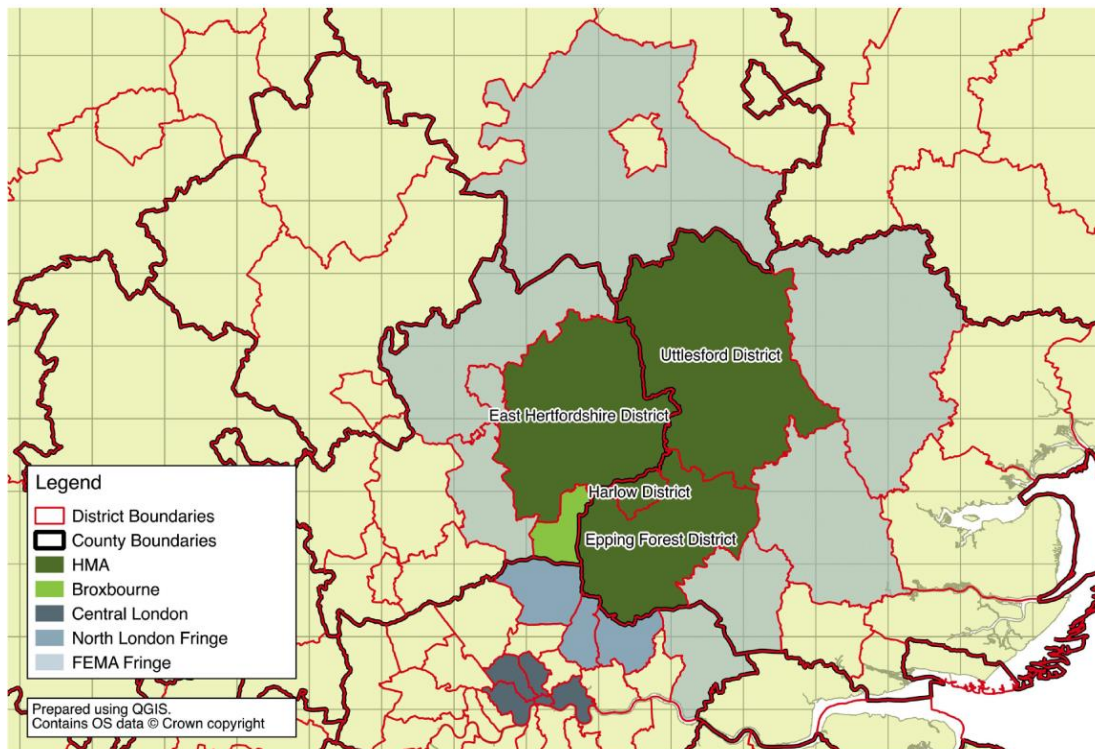 Uttlesford District
East Hertfordshire District
Harlow District
Epping Forest District
Legend
District Boundaries
County Boundaries
HMA
Broxbourne
Central London
North London Fringe
FEMA Fringe
Prepared using QGIS.
Contains OS data © Crown copyright